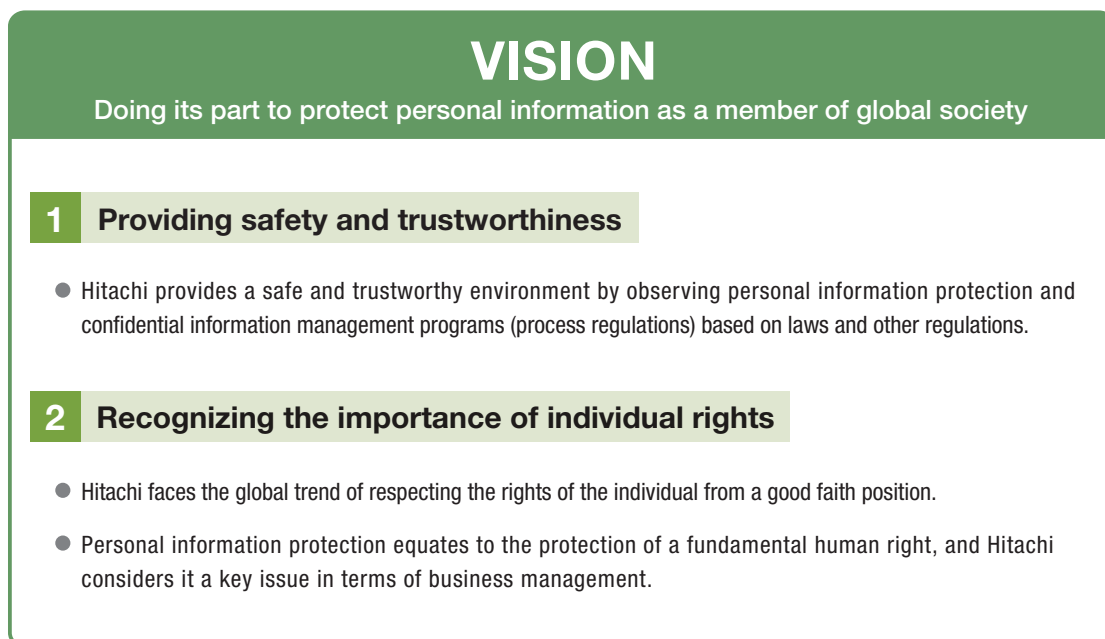 VISION
Doing its part to protect personal information as a member of global society
1 Providing safety and trustworthiness
● Hitachi provides a safe and trustworthy environment by observing personal information protection and
confidential information management programs (process regulations) based on laws and other regulations.
2 Recognizing the importance of individual rights
● Hitachi faces the global trend of respecting the rights of the individual from a good faith position.
● Personal information protection equates to the protection of a fundamental human right, and Hitachi
considers it a key issue in terms of business management.